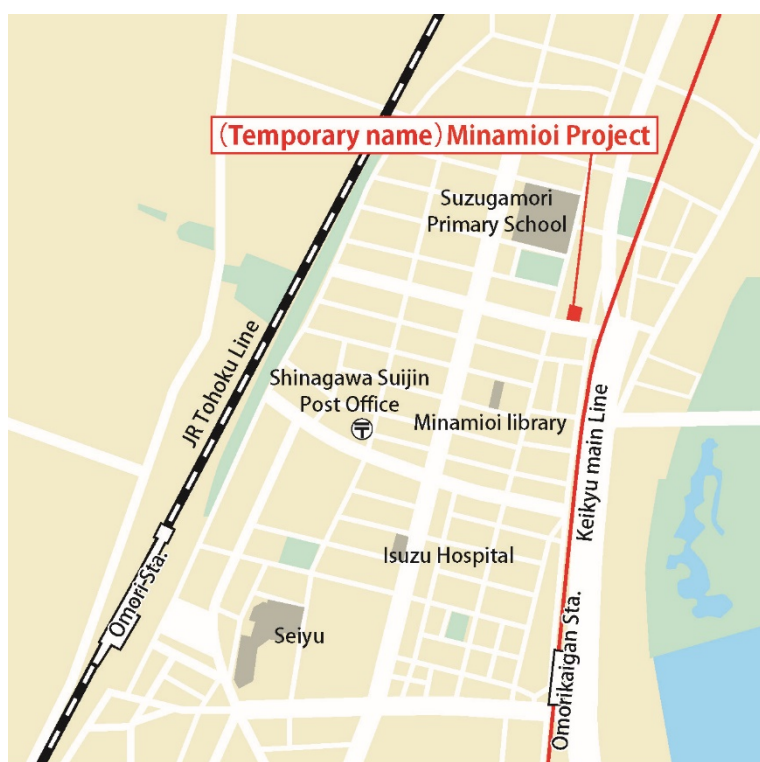 （Temporary name）Minamioi Project
Suzugamori
Primary School
JR Tohoku Line
Shinagawa Suijin
Post Office
〒
Minamioi library
Keikyu main Line
Isuzu Hospital
Omori-Sta.
Seiyu
Omorikaigan Sta.